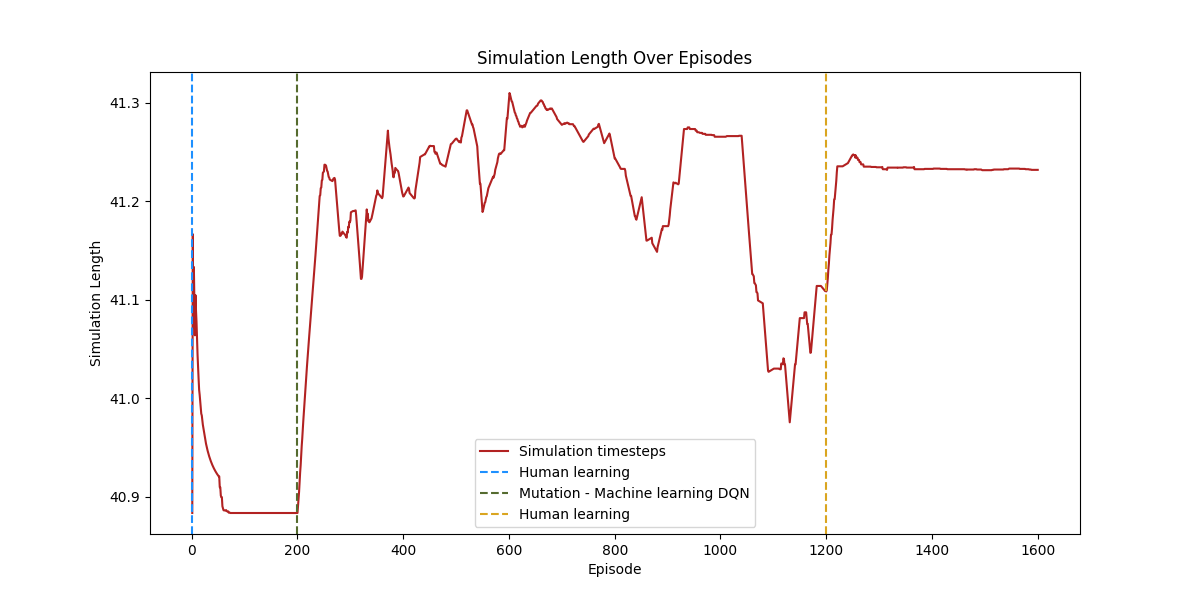 Simulation Length Over Episodes
Simulation Length
41.3
41.2
41.1
41.0
40.9
Simulation timesteps
Human learning
Mutation - Machine learning DQN
Human learning
0 200 400 600 800 1000 1200 1400 1600
Episode